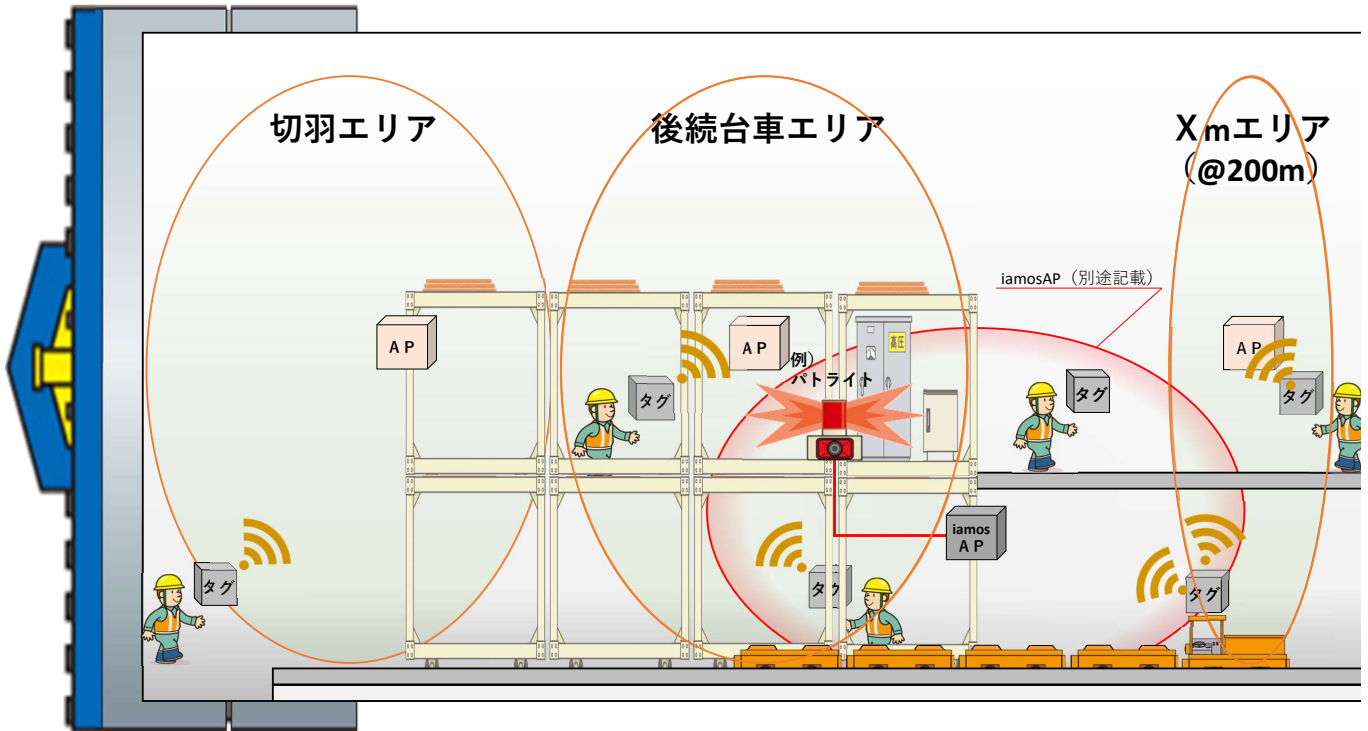 切羽エリア
後続台車エリア
Xmエリア
（@200m）
iamosAP（別途記載）
AP
AP
AP
例）
パトライト
高圧
タグ
タグ
タグ
iamos
AP
タグ
タグ
タグ